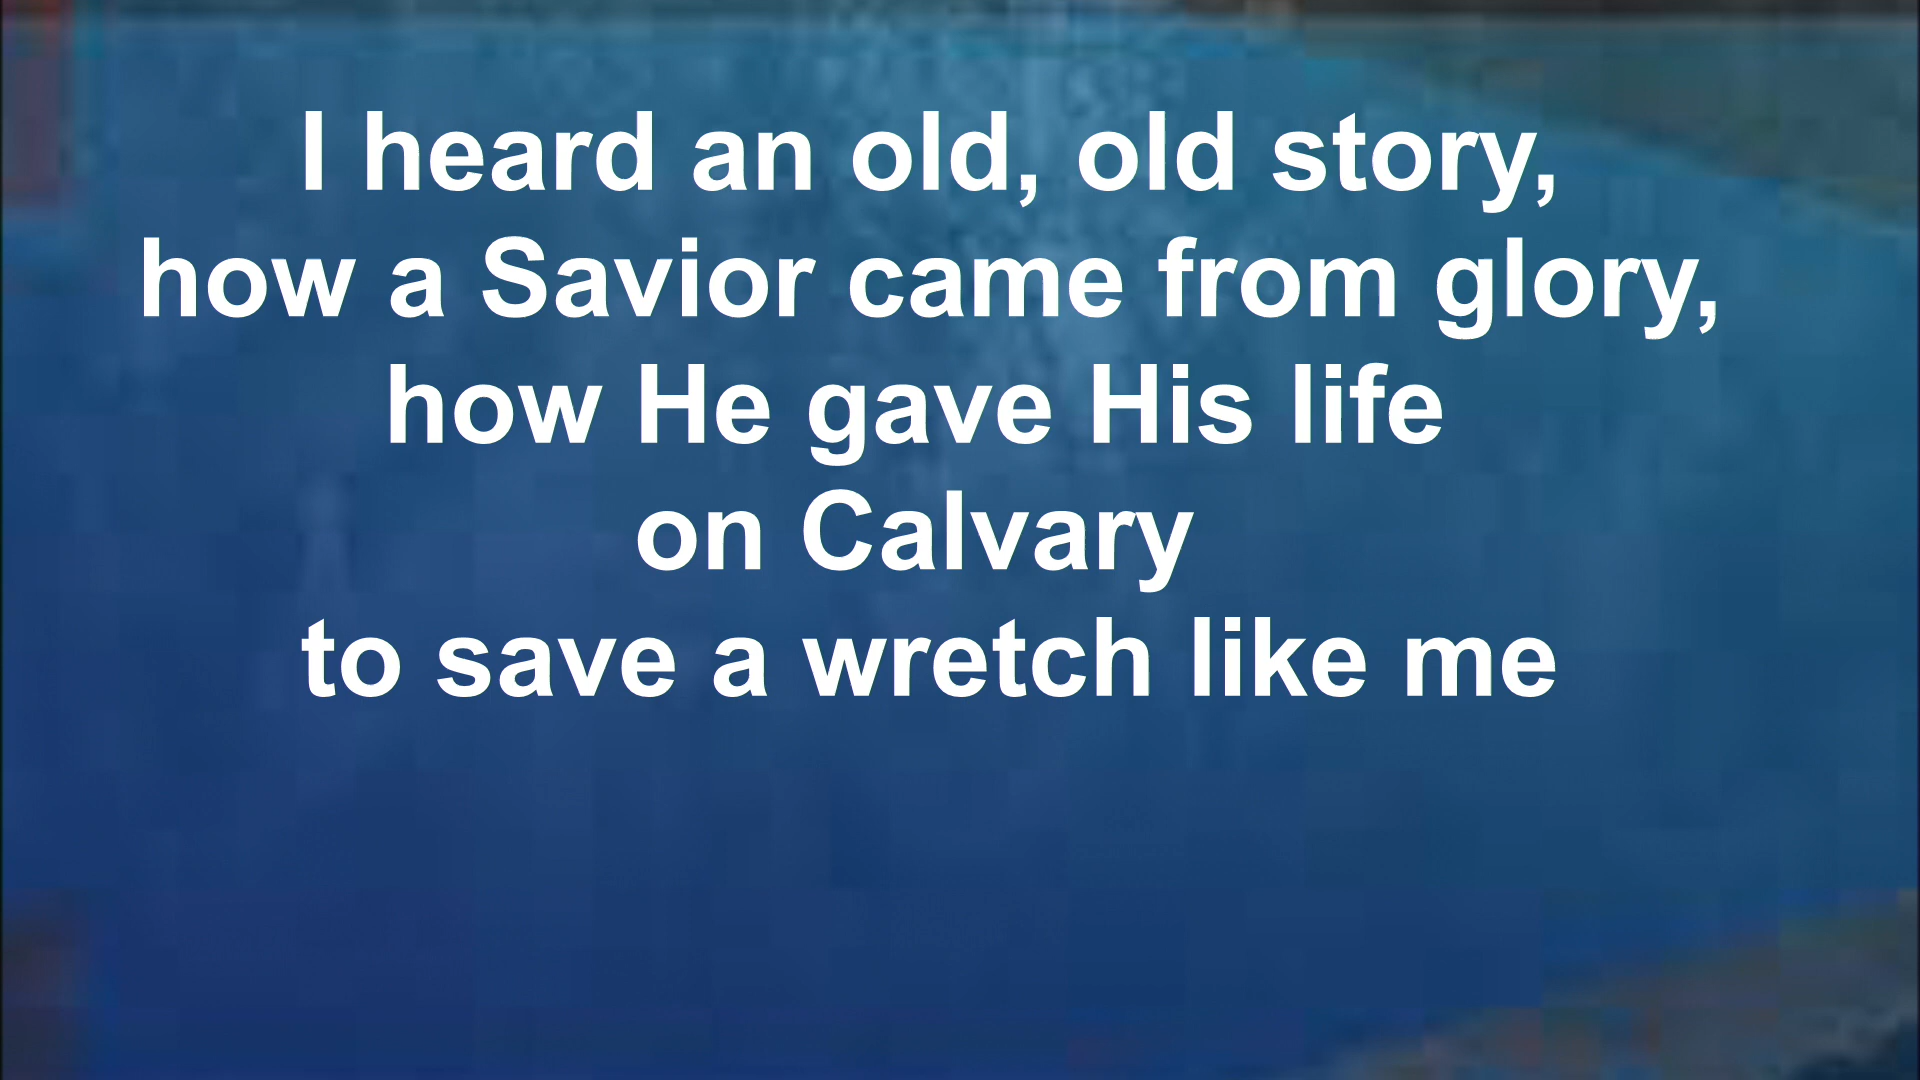 I heard an old, old story,
how a Savior came from glory,
how He gave His life
on Calvary
to save a wretch like me